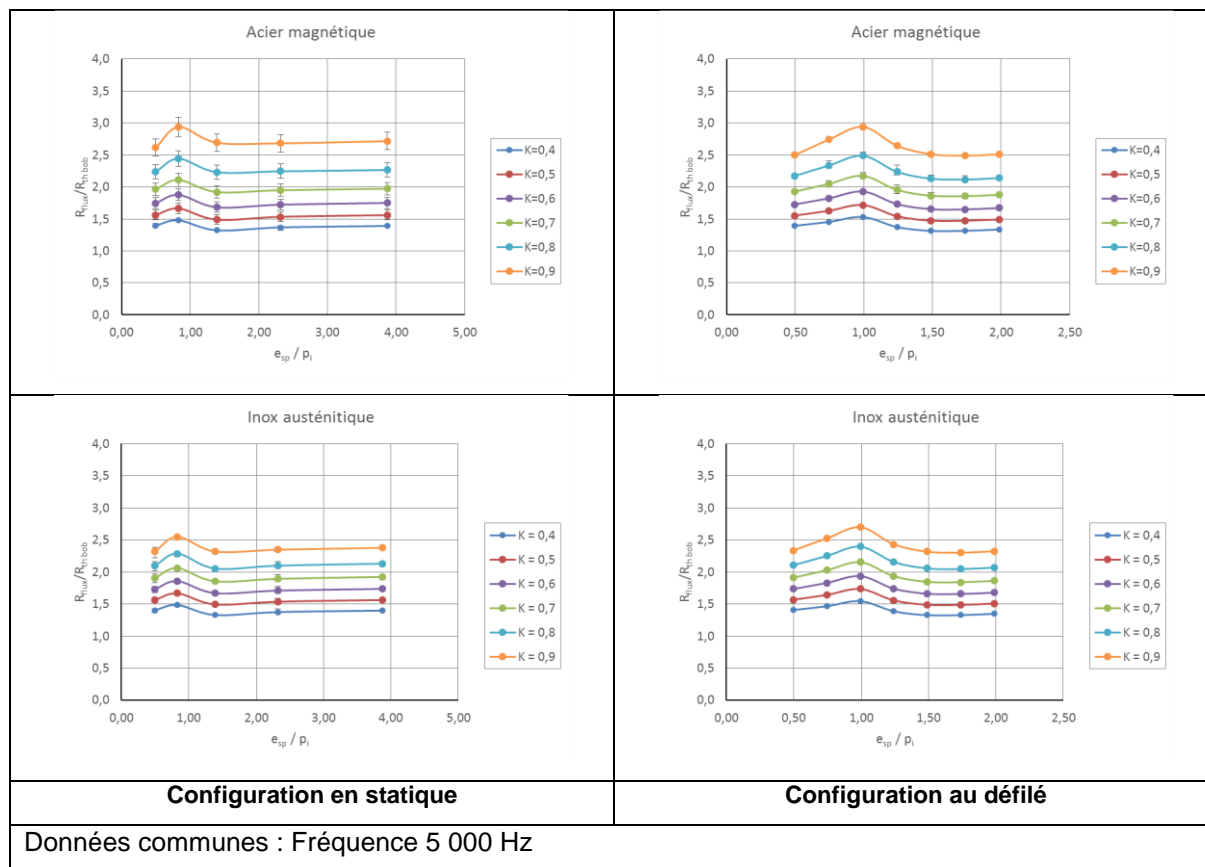 Acier magnétique
4,0
3,5
3,0
2,5
2,0
1,5
1,0
0,5
0,0
R_flux/R_th bob
0,00 1,00 2,00 3,00 4,00 5,00
e_sp / p_i
K=0,4
K=0,5
K=0,6
K=0,7
K=0,8
K=0,9
Acier magnétique
4,0
3,5
3,0
2,5
2,0
1,5
1,0
0,5
0,0
R_flux/R_th bob
0,00 0,50 1,00 1,50 2,00 2,50
e_sp / p_i
K=0,4
K=0,5
K=0,6
K=0,7
K=0,8
K=0,9
Inox austénitique
4,0
3,5
3,0
2,5
2,0
1,5
1,0
0,5
0,0
R_flux/R_th bob
0,00 1,00 2,00 3,00 4,00 5,00
e_sp / p_i
K = 0,4
K = 0,5
K = 0,6
K = 0,7
K = 0,8
K = 0,9
Inox austénitique
4,0
3,5
3,0
2,5
2,0
1,5
1,0
0,5
0,0
R_flux/R_th bob
0,00 0,50 1,00 1,50 2,00 2,50
e_sp / p_i
K = 0,4
K = 0,5
K = 0,6
K = 0,7
K = 0,8
K = 0,9
Configuration en statique
Configuration au défilé
Données communes : Fréquence 5 000 Hz